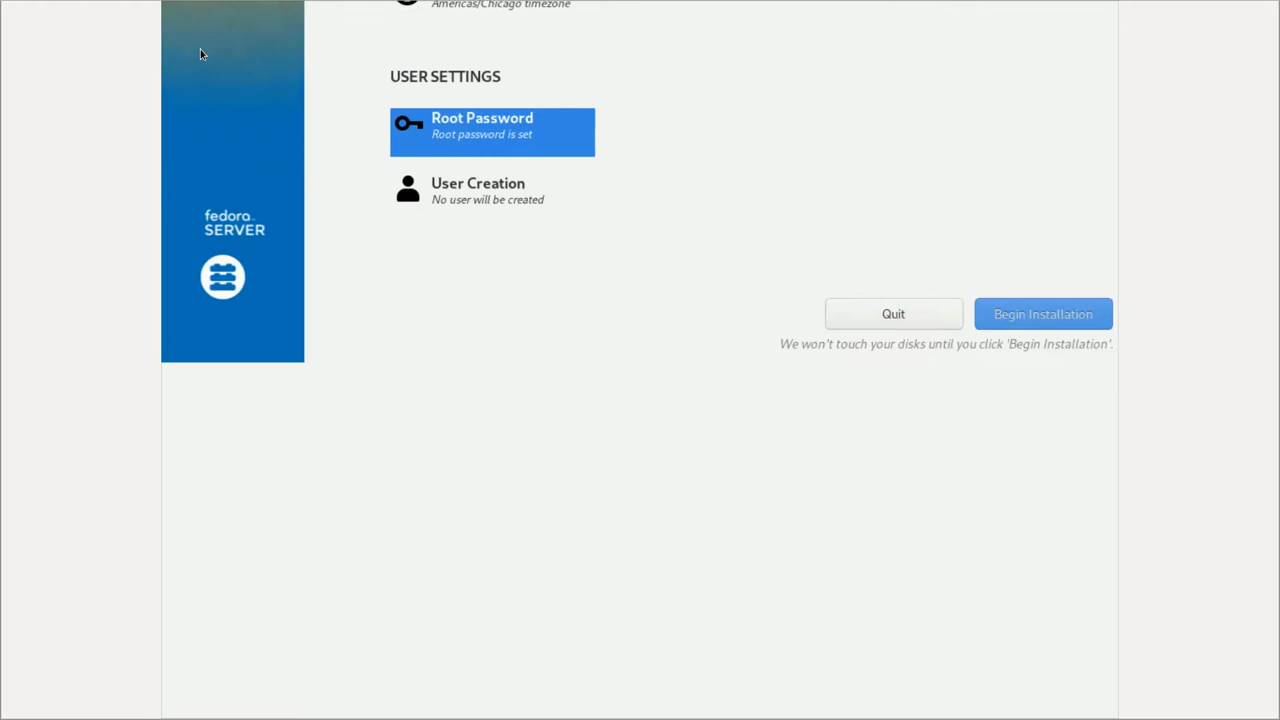 Americas/Chicago timezone
USER SETTINGS
Root Password
Root password is set
User Creation
No user will be created
fedora™
SERVER
Quit
Begin Installation
We won't touch your disks until you click 'Begin Installation'.